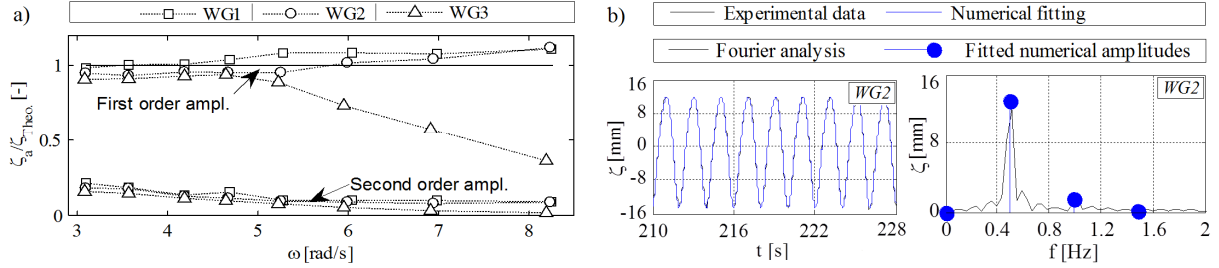 a)
WG1 WG2 WG3
ζa/ζTheo. [-]
1
0.5
0
First order ampl.
Second order ampl.
3 4 5 6 7 8
ω [rad/s]
b)
Experimental data Numerical fitting
Fourier analysis Fitted numerical amplitudes
WG2
ζ [mm]
16
8
0
-8
-16
210 216 222 228
t [s]
WG2
ζ [mm]
16
8
0
0 0.4 0.8 1.2 1.6 2
f [Hz]